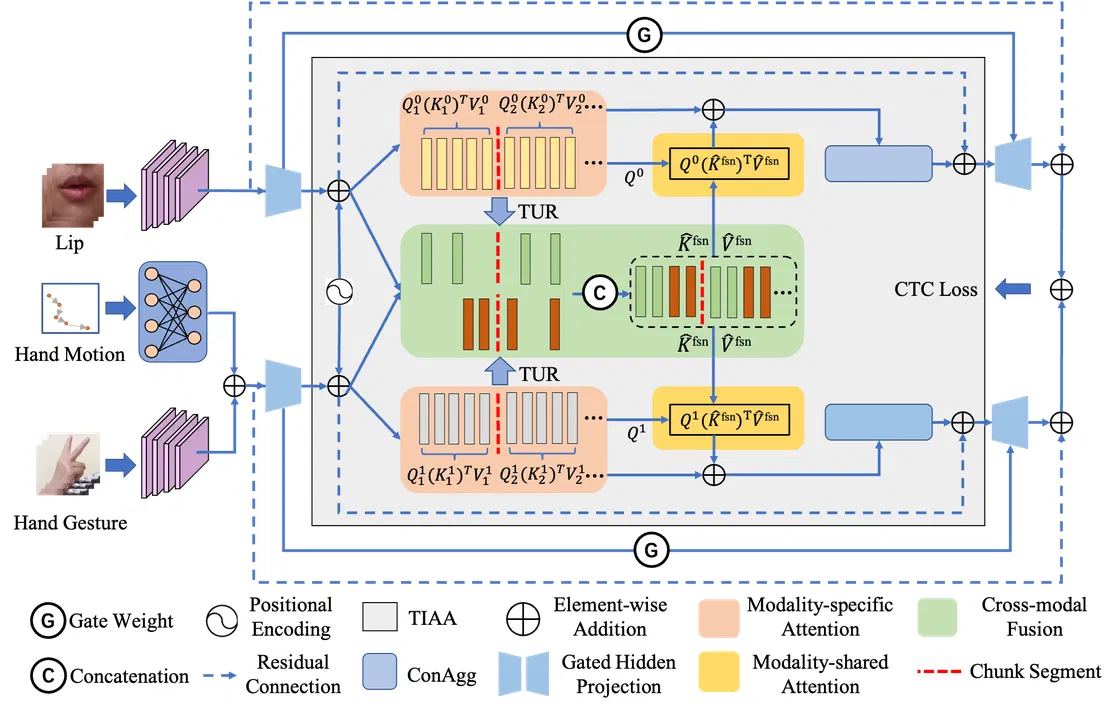 G
Q₁⁰(K₁⁰)ᵀV₁⁰ Q₂⁰(K₂⁰)ᵀV₂⁰ ...
...
Q⁰
Q⁰(K̂ᶠˢⁿ)ᵀV̂ᶠˢⁿ
Lip
TUR
K̂ᶠˢⁿ V̂ᶠˢⁿ
C
...
CTC Loss
Hand Motion
K̂ᶠˢⁿ V̂ᶠˢⁿ
TUR
...
Q¹
Q¹(K̂ᶠˢⁿ)ᵀV̂ᶠˢⁿ
Q₁¹(K₁¹)ᵀV₁¹ Q₂¹(K₂¹)ᵀV₂¹ ...
Hand Gesture
G
G Gate Weight
Positional
Encoding
TIAA
Element-wise
Addition
Modality-specific
Attention
Cross-modal
Fusion
C Concatenation
Residual
Connection
ConAgg
Gated Hidden
Projection
Modality-shared
Attention
Chunk Segment